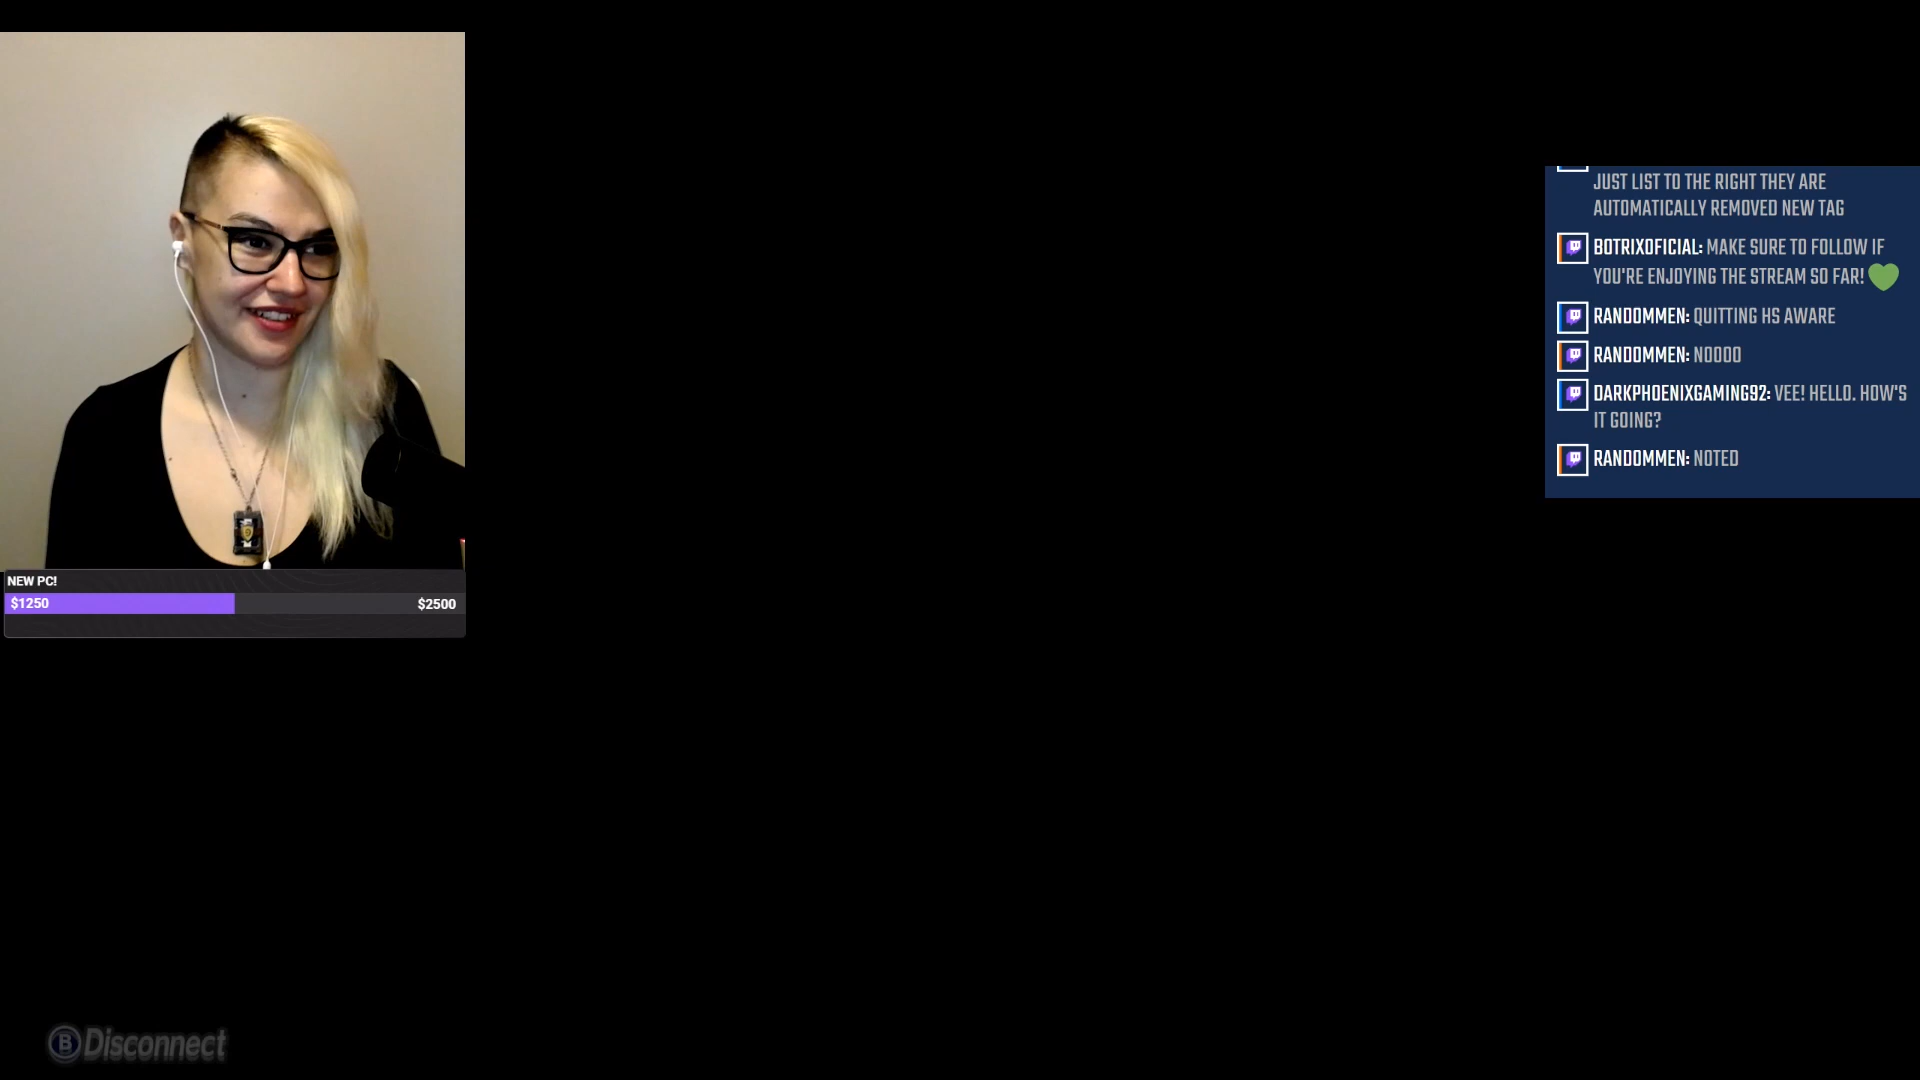 NEW PC!
$1250 $2500
JUST LIST TO THE RIGHT THEY ARE
AUTOMATICALLY REMOVED NEW TAG
BOTRIXOFICIAL: MAKE SURE TO FOLLOW IF
YOU'RE ENJOYING THE STREAM SO FAR!
RANDOMMEN: QUITTING HS AWARE
RANDOMMEN: NOOOO
DARKPHOENIXGAMING92: VEE! HELLO. HOW'S
IT GOING?
RANDOMMEN: NOTED
B Disconnect